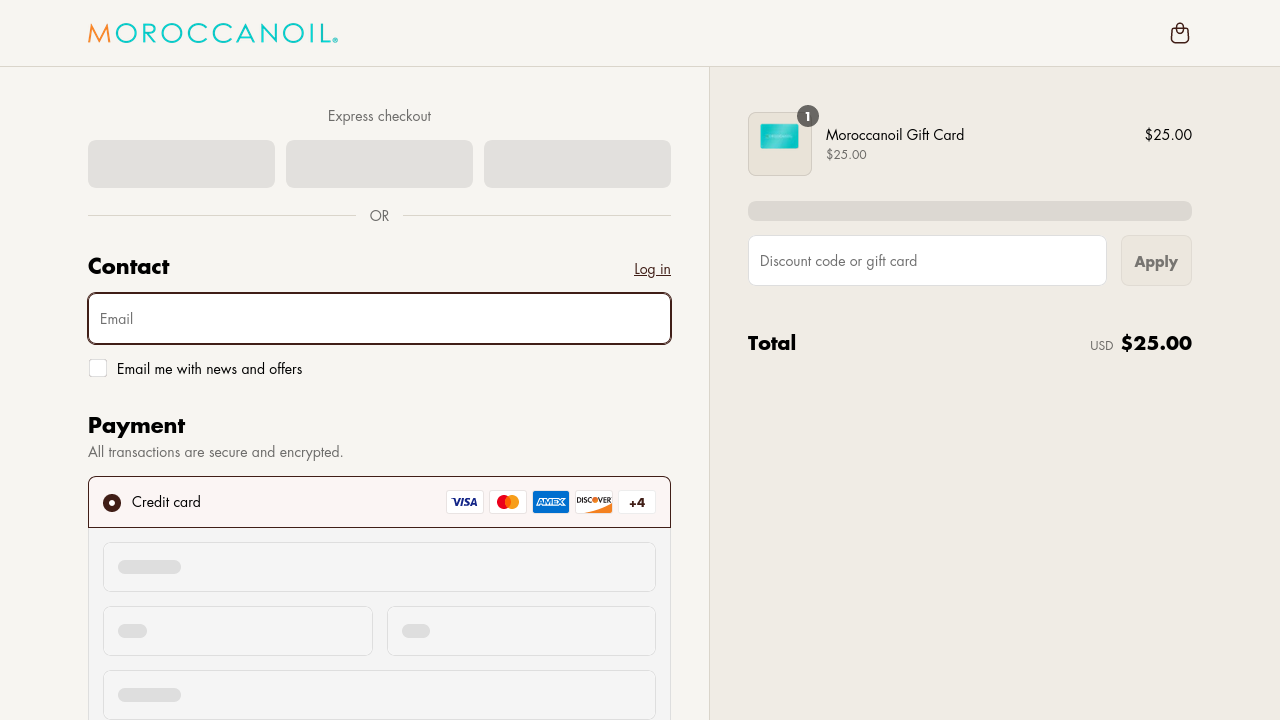 MOROCCANOIL®
Express checkout
OR
Contact
Log in
Email
Email me with news and offers
Payment
All transactions are secure and encrypted.
Credit card
VISA
AMEX
DISCOVER
+4
1
Moroccanoil Gift Card
$25.00
$25.00
Discount code or gift card
Apply
Total
USD $25.00